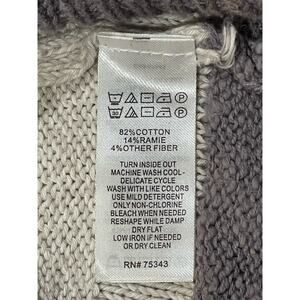 82%COTTON
14%RAMIE
4%OTHER FIBER
TURN INSIDE OUT
MACHINE WASH COOL-
DELICATE CYCLE
WASH WITH LIKE COLORS
USE MILD DETERGENT
ONLY NON-CHLORINE
BLEACH WHEN NEEDED
RESHAPE WHILE DAMP
DRY FLAT
LOW IRON IF NEEDED
OR DRY CLEAN
RN# 75343